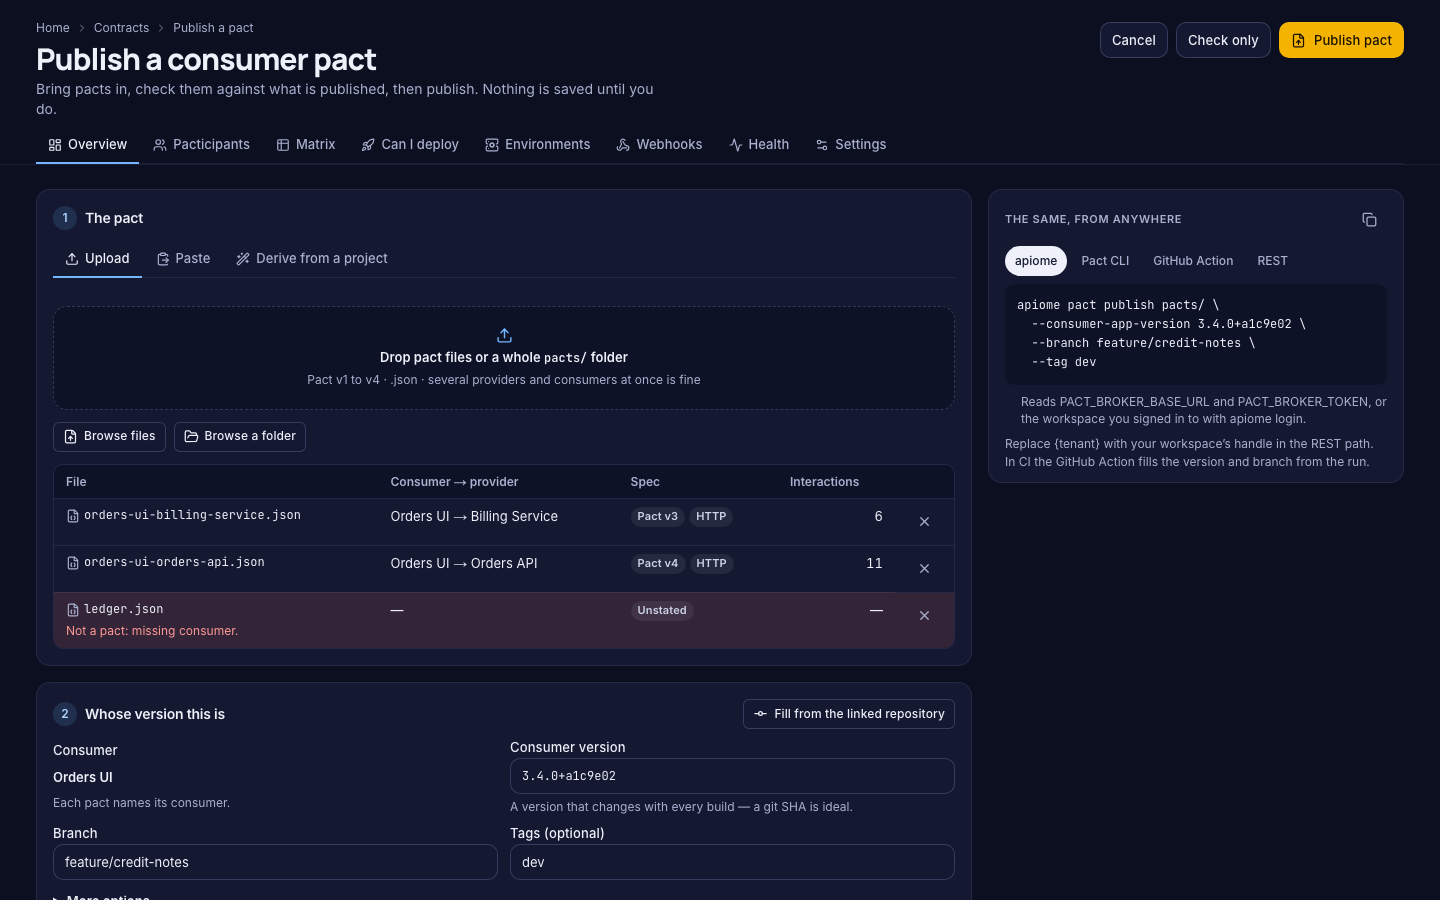 Home > Contracts > Publish a pact
Publish a consumer pact
Bring pacts in, check them against what is published, then publish. Nothing is saved until you
do.
Cancel
Check only
Publish pact
Overview
Pacticipants
Matrix
Can I deploy
Environments
Webhooks
Health
Settings
1 The pact
Upload
Paste
Derive from a project
Drop pact files or a whole pacts/ folder
Pact v1 to v4 · .json · several providers and consumers at once is fine
Browse files
Browse a folder
File Consumer → provider Spec Interactions
orders-ui-billing-service.json Orders UI → Billing Service Pact v3 HTTP 6
orders-ui-orders-api.json Orders UI → Orders API Pact v4 HTTP 11
ledger.json — Unstated —
Not a pact: missing consumer.
2 Whose version this is
Fill from the linked repository
Consumer
Orders UI
Each pact names its consumer.
Consumer version
3.4.0+a1c9e02
A version that changes with every build — a git SHA is ideal.
Branch
feature/credit-notes
Tags (optional)
dev
More options
THE SAME, FROM ANYWHERE
apiome
Pact CLI
GitHub Action
REST
apiome pact publish pacts/ \
--consumer-app-version 3.4.0+a1c9e02 \
--branch feature/credit-notes \
--tag dev
Reads PACT_BROKER_BASE_URL and PACT_BROKER_TOKEN, or
the workspace you signed in to with apiome login.
Replace {tenant} with your workspace’s handle in the REST path.
In CI the GitHub Action fills the version and branch from the run.